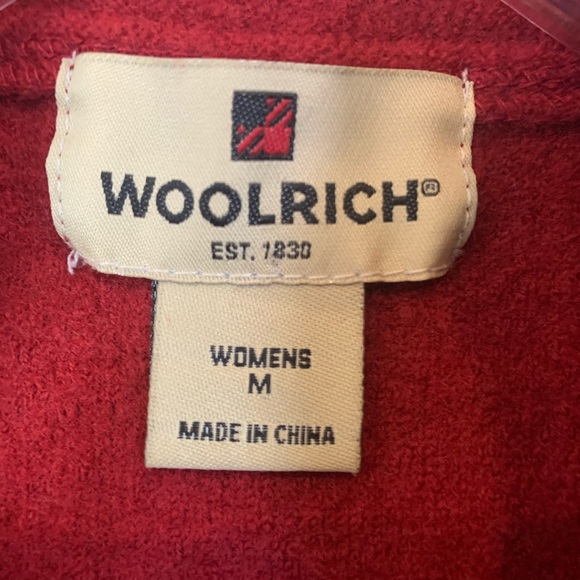 WOOLRICH®
EST. 1830
WOMENS
M
MADE IN CHINA